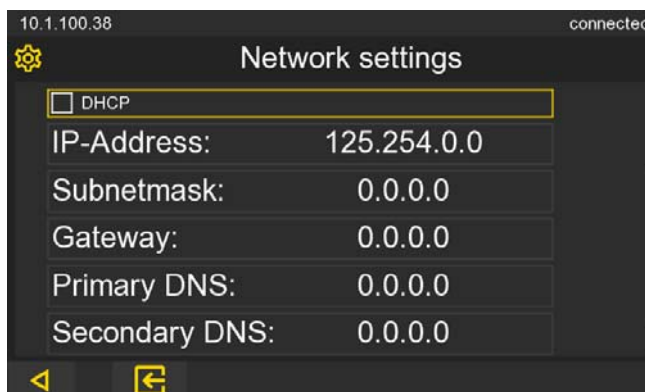 10.1.100.38 connected
Network settings
DHCP
IP-Address: 125.254.0.0
Subnetmask: 0.0.0.0
Gateway: 0.0.0.0
Primary DNS: 0.0.0.0
Secondary DNS: 0.0.0.0